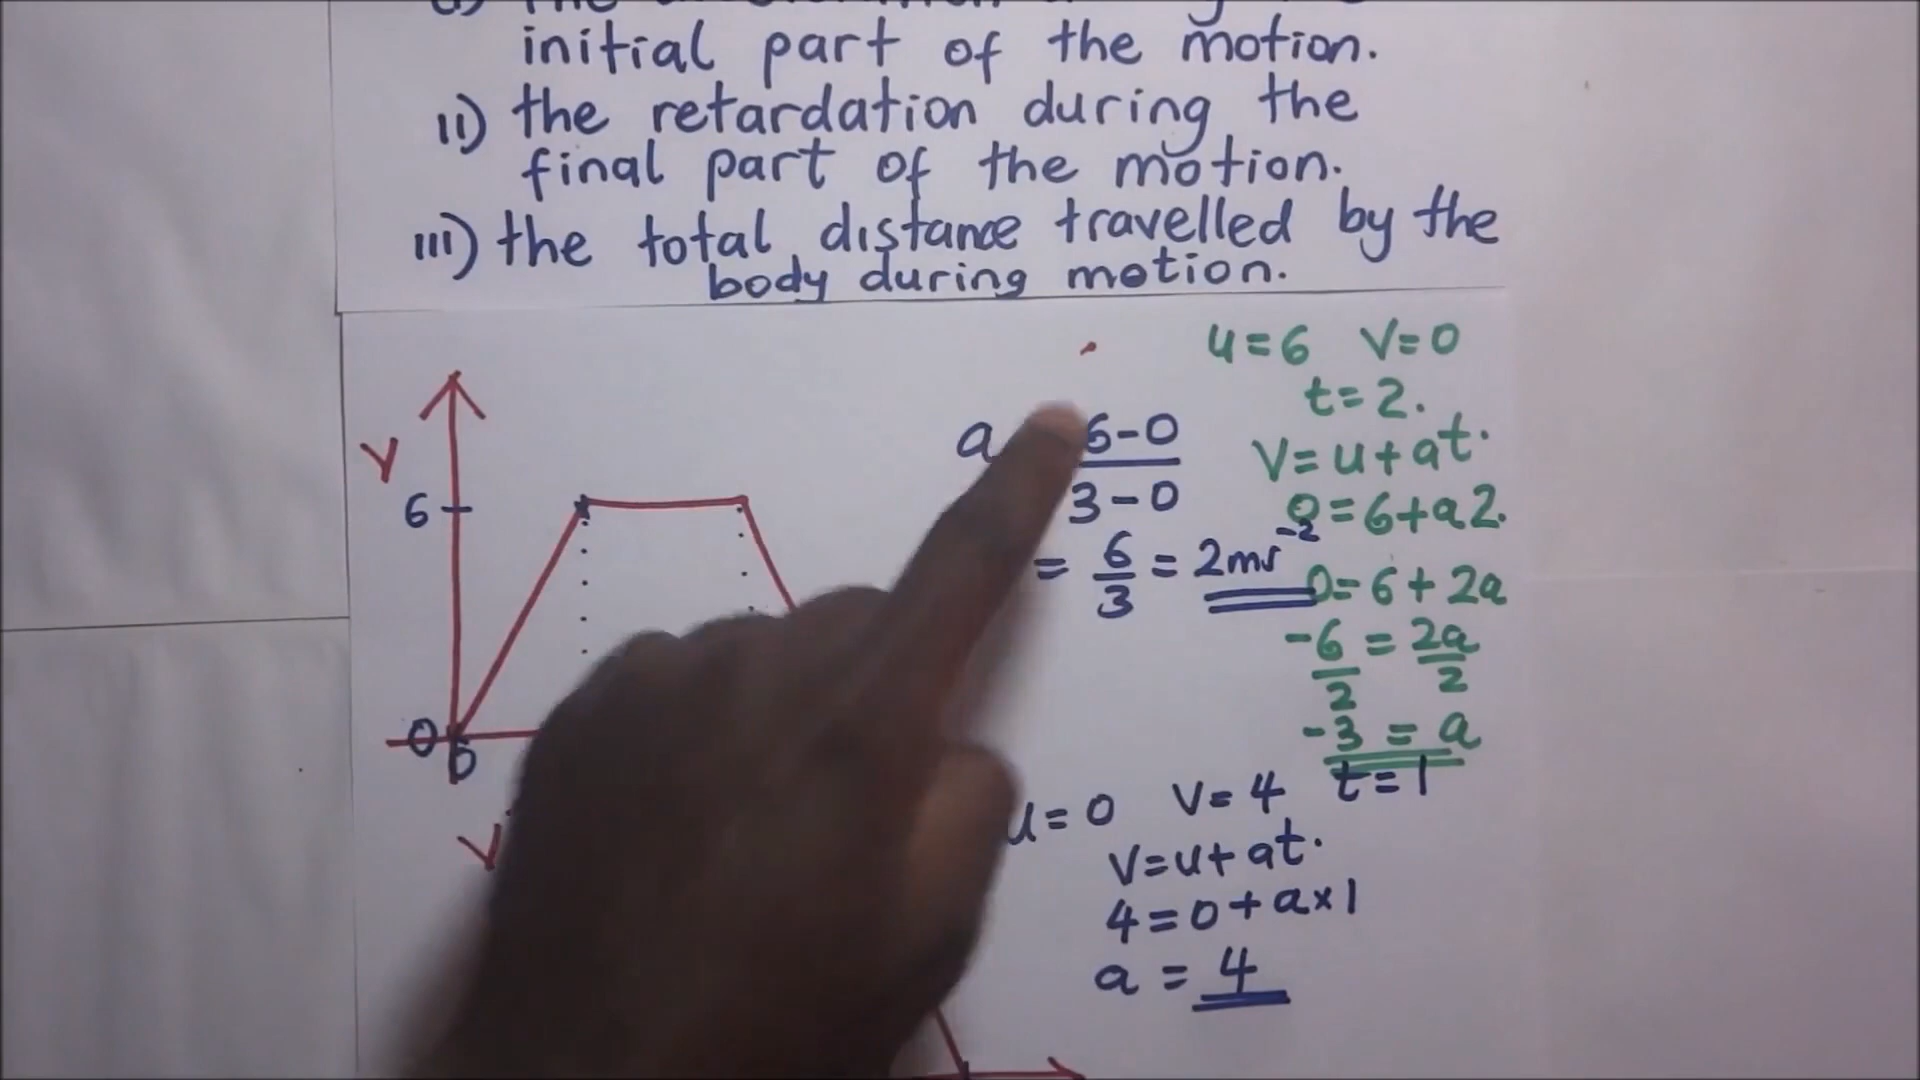 initial part of the motion.
ii) the retardation during the
final part of the motion.
iii) the total distance travelled by the
body during motion.
V
6
0
0
a
6-0
3-0
= 6/3 = 2ms⁻²
u=6 V=0
t=2.
V=u+at.
0=6+a2.
0=6+2a
-6/2 = 2a/2
-3 = a
u=0 V=4 t=1
V=u+at.
4=0+a×1
a = 4
V